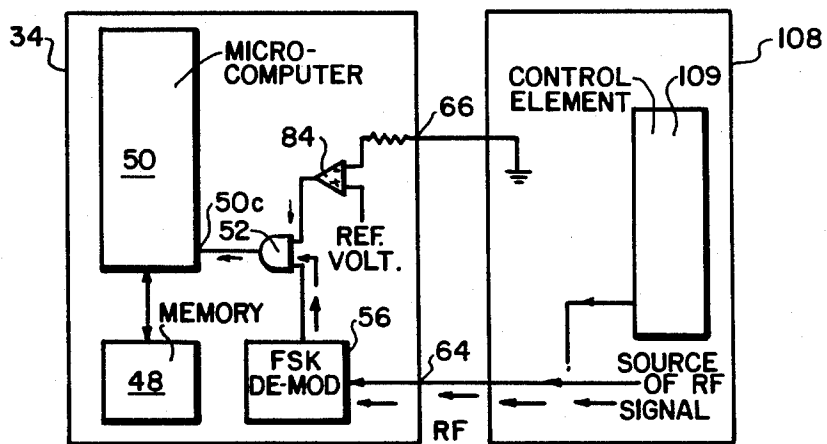 34
MICRO-
COMPUTER
50
50c
52
84
66
REF.
VOLT.
MEMORY
48
56
FSK
DE-MOD
64
RF
108
CONTROL
ELEMENT
109
SOURCE
OF RF
SIGNAL